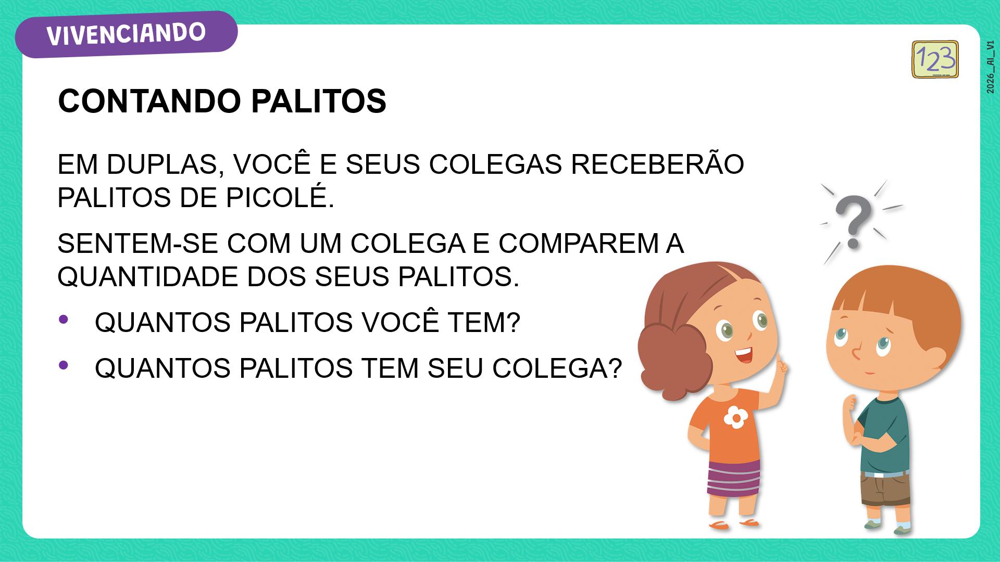 VIVENCIANDO
123
2026_AI_V1
CONTANDO PALITOS
EM DUPLAS, VOCÊ E SEUS COLEGAS RECEBERÃO
PALITOS DE PICOLÉ.
SENTEM-SE COM UM COLEGA E COMPAREM A
QUANTIDADE DOS SEUS PALITOS.
• QUANTOS PALITOS VOCÊ TEM?
• QUANTOS PALITOS TEM SEU COLEGA?